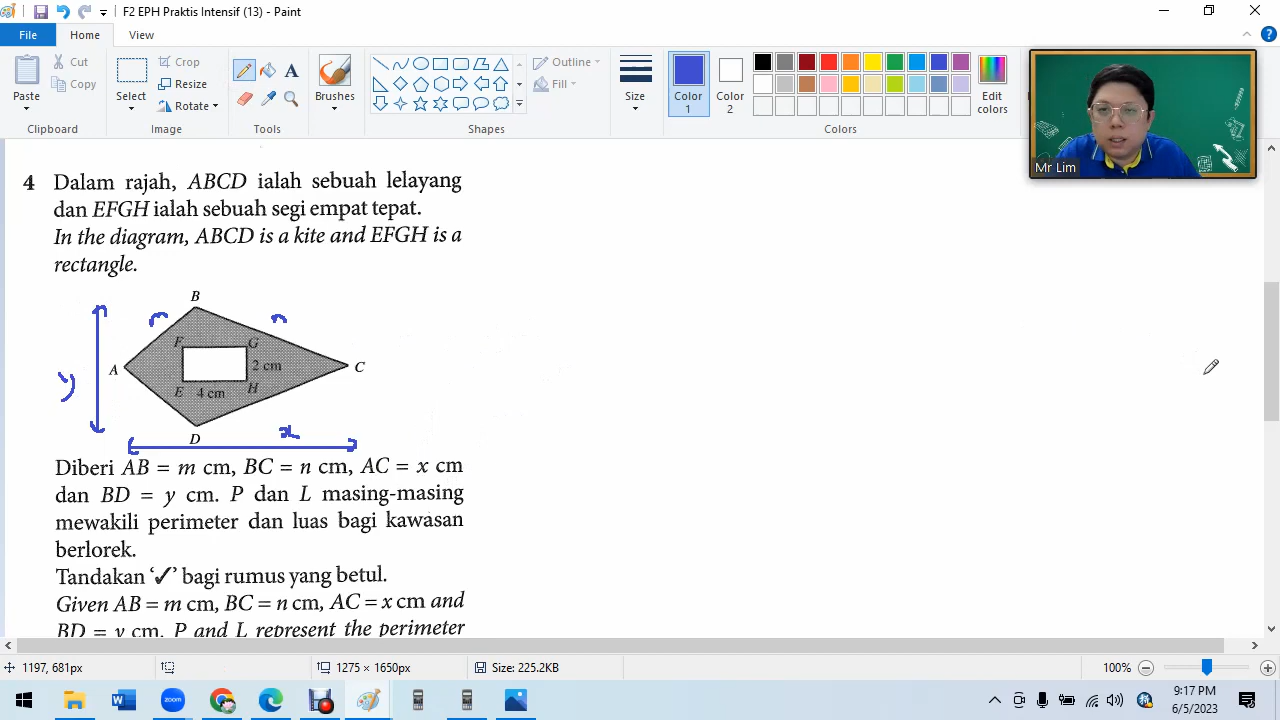 F2 EPH Praktis Intensif (13) - Paint
File Home View
Paste Cut Copy Clipboard
Select Crop Resize Rotate Image
Tools
Brushes
Outline Fill Shapes
Size
Color 1 Color 2 Edit colors Colors
Mr Lim
4 Dalam rajah, ABCD ialah sebuah lelayang
dan EFGH ialah sebuah segi empat tepat.
In the diagram, ABCD is a kite and EFGH is a
rectangle.
B
m n
F G
y A 2 cm C
E 4 cm H
D x
Diberi AB = m cm, BC = n cm, AC = x cm
dan BD = y cm. P dan L masing-masing
mewakili perimeter dan luas bagi kawasan
berlorek.
Tandakan ‘✓’ bagi rumus yang betul.
Given AB = m cm, BC = n cm, AC = x cm and
BD = y cm. P and L represent the perimeter
1197, 681px 1275 × 1650px Size: 225.2KB 100%
zoom 9:17 PM
6/5/2023